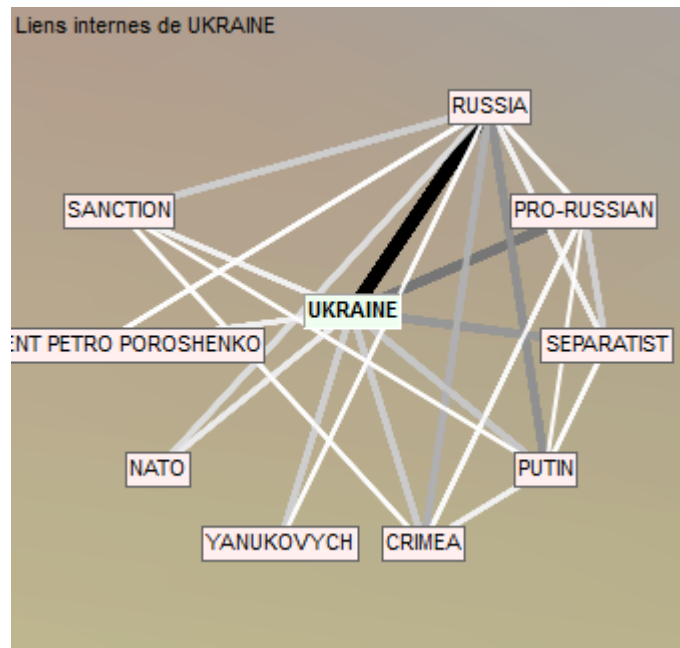 Liens internes de UKRAINE
RUSSIA
SANCTION
PRO-RUSSIAN
UKRAINE
ENT PETRO POROSHENKO
SEPARATIST
NATO
PUTIN
YANUKOVYCH
CRIMEA